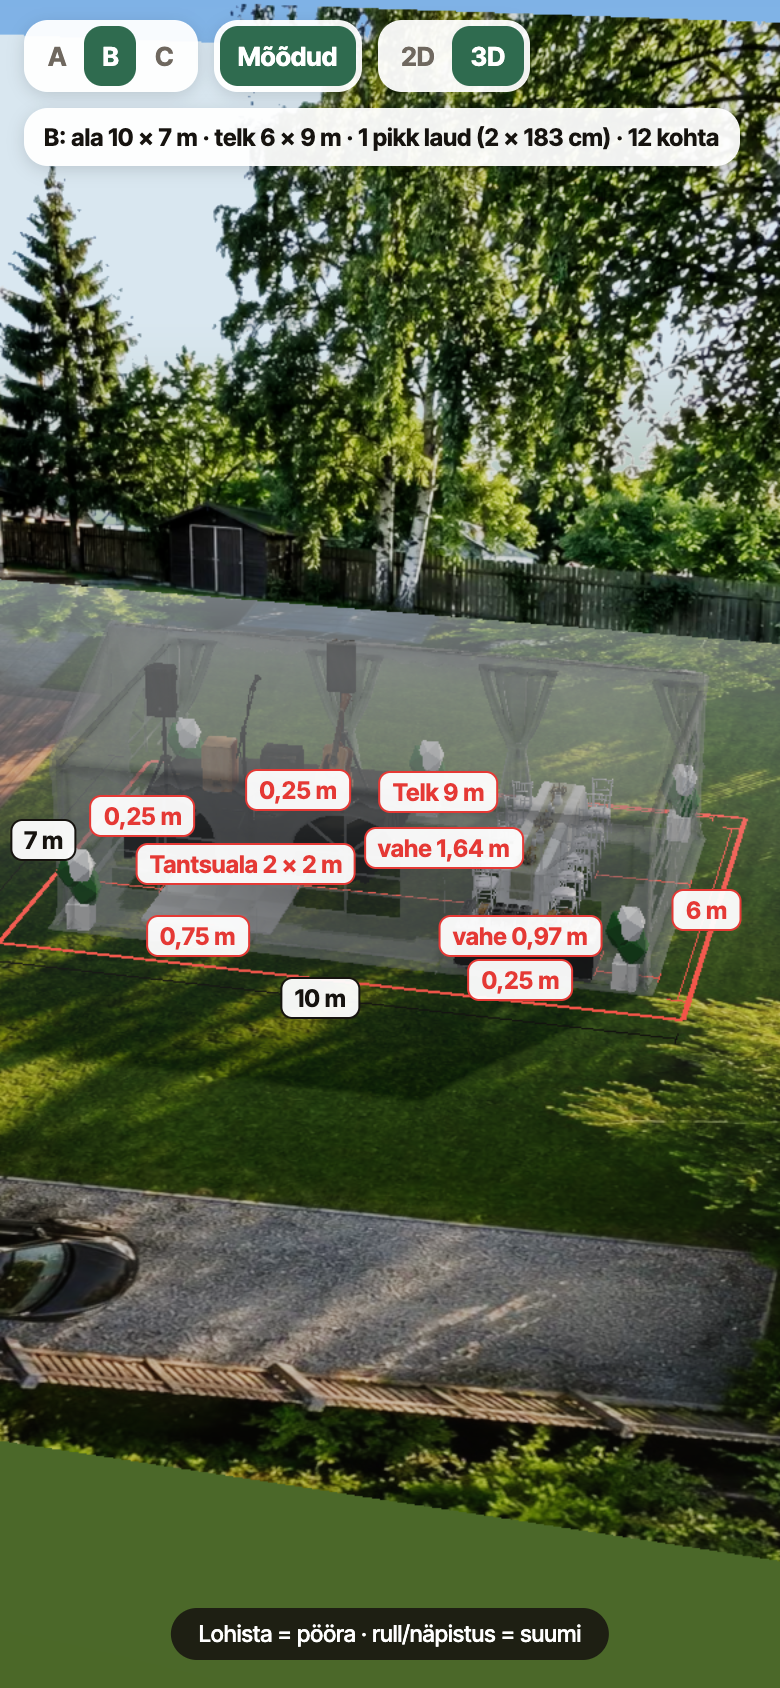 A B C Mõõdud 2D 3D
B: ala 10 × 7 m · telk 6 × 9 m · 1 pikk laud (2 × 183 cm) · 12 kohta
0,25 m Telk 9 m
0,25 m
7 m vahe 1,64 m
Tantsuala 2 × 2 m
6 m
0,75 m vahe 0,97 m
0,25 m
10 m
Lohista = pööra · rull/näpistus = suumi